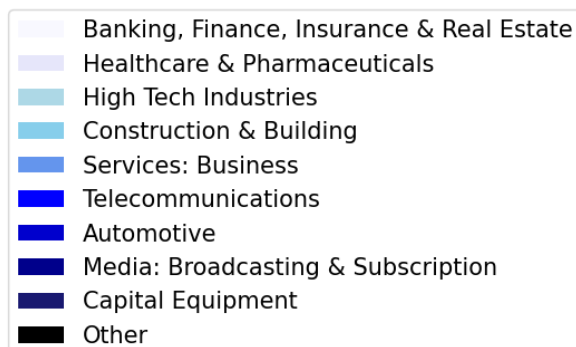 Banking, Finance, Insurance & Real Estate
Healthcare & Pharmaceuticals
High Tech Industries
Construction & Building
Services: Business
Telecommunications
Automotive
Media: Broadcasting & Subscription
Capital Equipment
Other